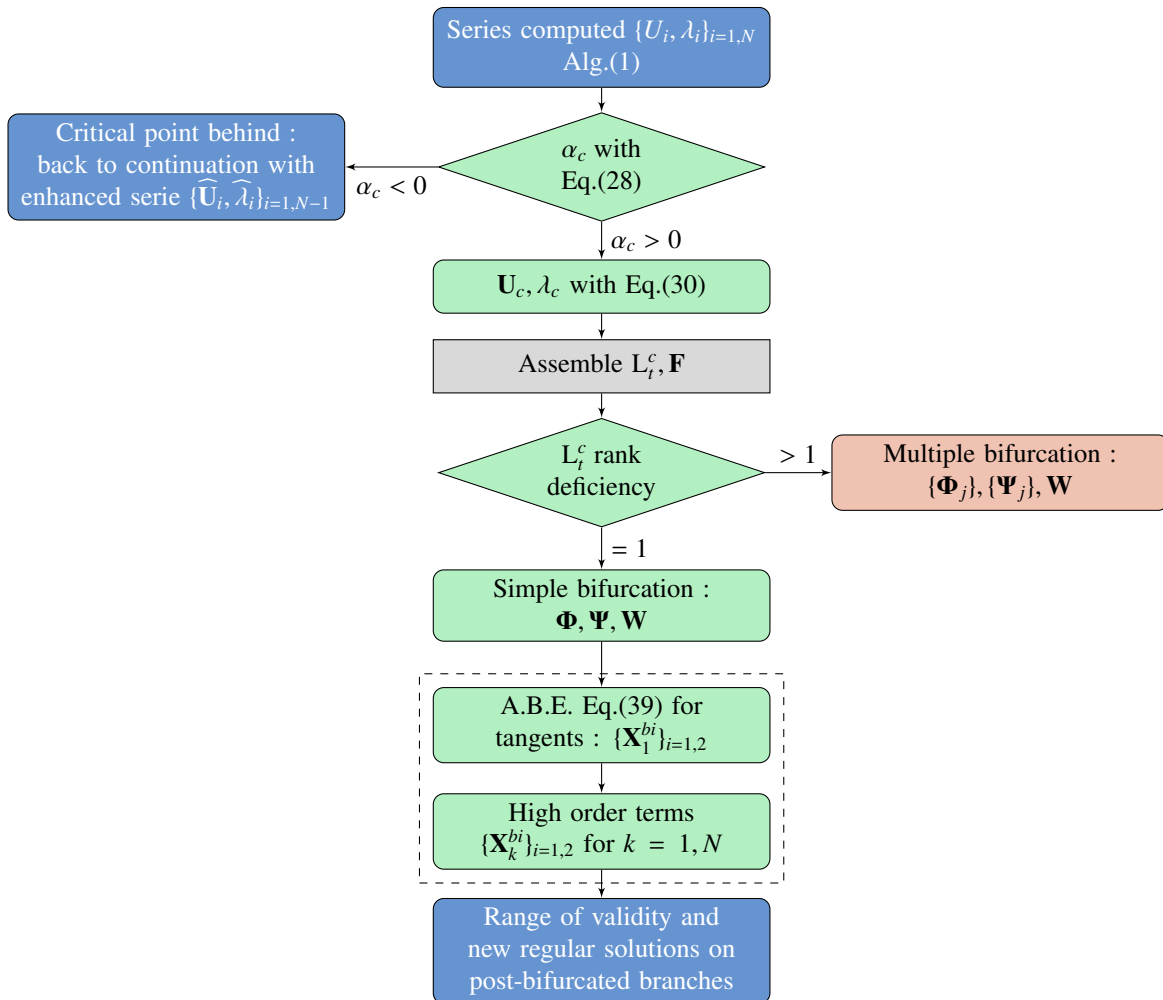 Series computed {U_i, λ_i}_{i=1,N}
Alg.(1)
Critical point behind :
back to continuation with
enhanced serie {Û_i, λ̂_i}_{i=1,N−1}
α_c with
Eq.(28)
α_c < 0
α_c > 0
U_c, λ_c with Eq.(30)
Assemble L_t^c, F
L_t^c rank
deficiency
> 1
Multiple bifurcation :
{Φ_j}, {Ψ_j}, W
= 1
Simple bifurcation :
Φ, Ψ, W
A.B.E. Eq.(39) for
tangents : {X_1^{bi}}_{i=1,2}
High order terms
{X_k^{bi}}_{i=1,2} for k = 1, N
Range of validity and
new regular solutions on
post-bifurcated branches